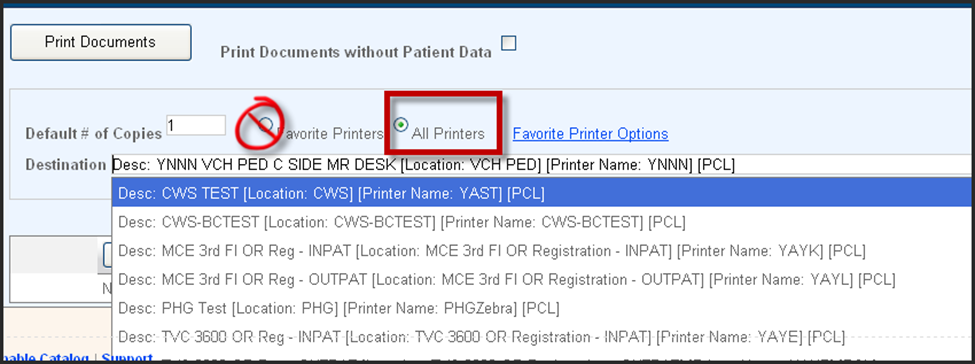 Print Documents
Print Documents without Patient Data
Default # of Copies 1 Favorite Printers All Printers Favorite Printer Options
Destination Desc: YNNN VCH PED C SIDE MR DESK [Location: VCH PED] [Printer Name: YNNN] [PCL]
Desc: CWS TEST [Location: CWS] [Printer Name: YAST] [PCL]
Desc: CWS-BCTEST [Location: CWS-BCTEST] [Printer Name: CWS-BCTEST] [PCL]
Desc: MCE 3rd Fl OR Reg - INPAT [Location: MCE 3rd Fl OR Registration - INPAT] [Printer Name: YAYK] [PCL]
Desc: MCE 3rd Fl OR Reg - OUTPAT [Location: MCE 3rd Fl OR Registration - OUTPAT] [Printer Name: YAYL] [PCL]
Desc: PHG Test [Location: PHG] [Printer Name: PHGZebra] [PCL]
Desc: TVC 3600 OR Reg - INPAT [Location: TVC 3600 OR Registration - INPAT] [Printer Name: YAYE] [PCL]
nable Catalog | Support